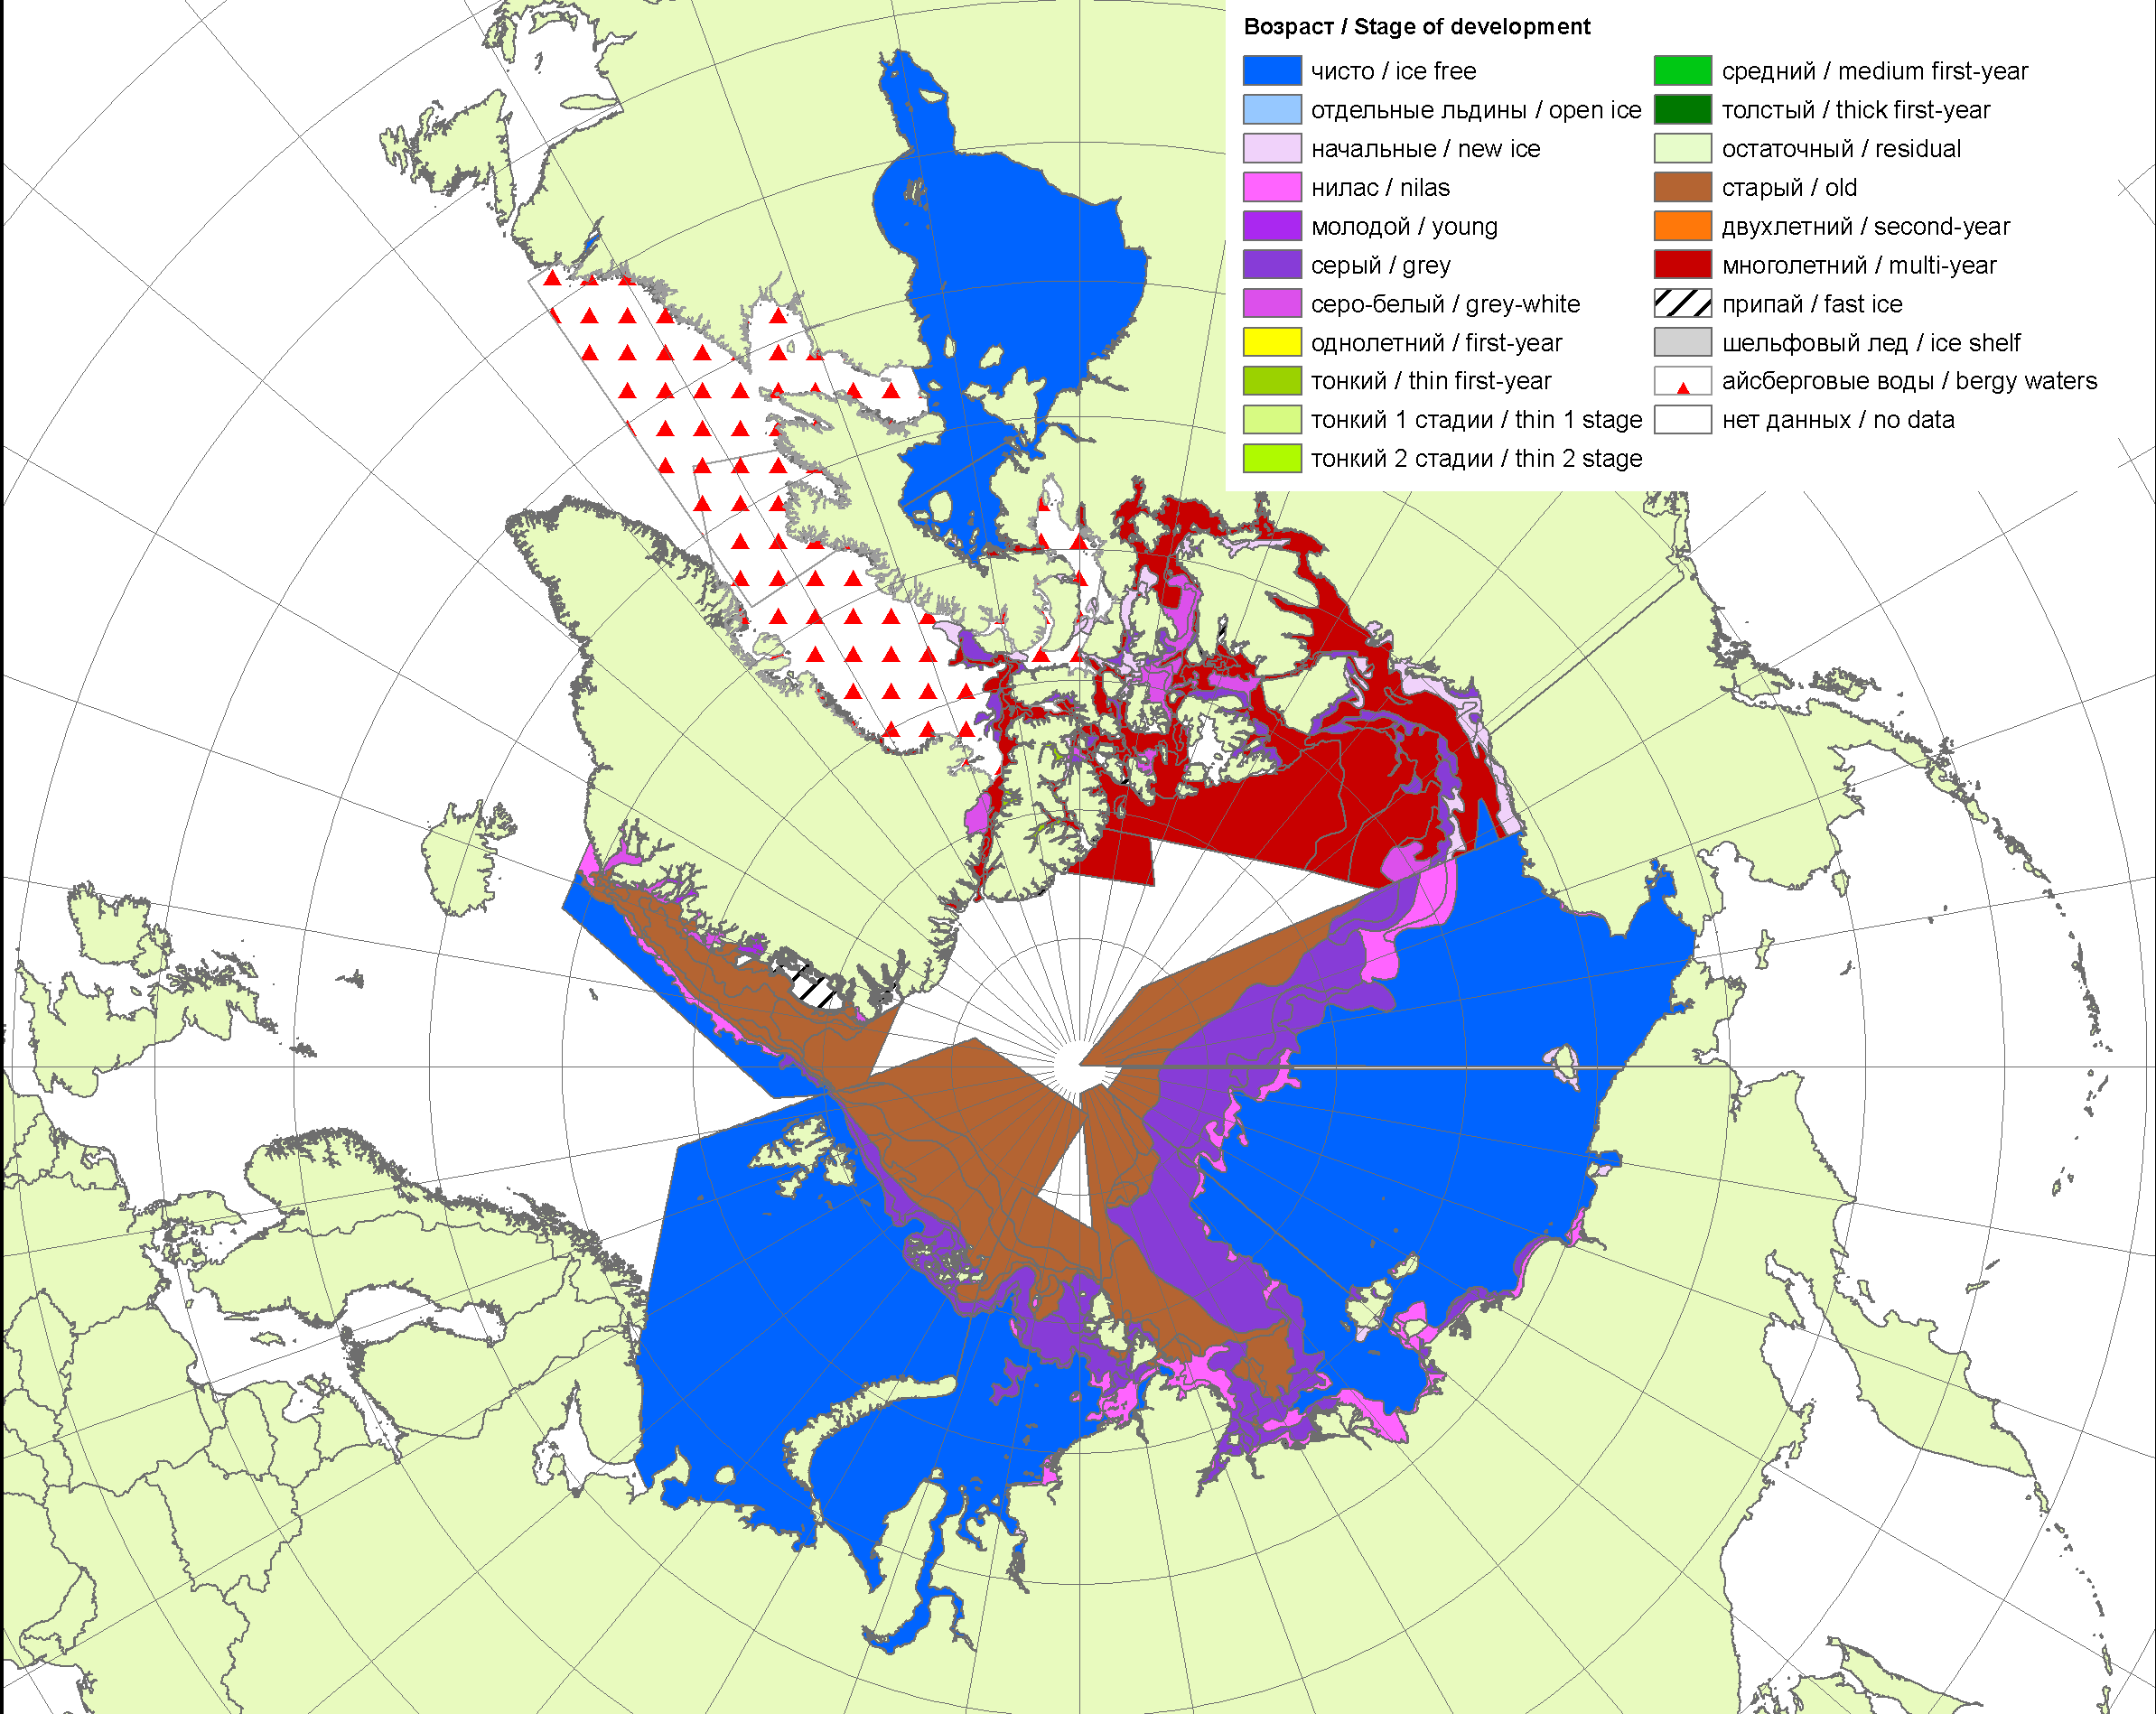 Возраст / Stage of development
чисто / ice free
отдельные льдины / open ice
начальные / new ice
нилас / nilas
молодой / young
серый / grey
серо-белый / grey-white
однолетний / first-year
тонкий / thin first-year
тонкий 1 стадии / thin 1 stage
тонкий 2 стадии / thin 2 stage
средний / medium first-year
толстый / thick first-year
остаточный / residual
старый / old
двухлетний / second-year
многолетний / multi-year
припай / fast ice
шельфовый лед / ice shelf
айсберговые воды / bergy waters
нет данных / no data